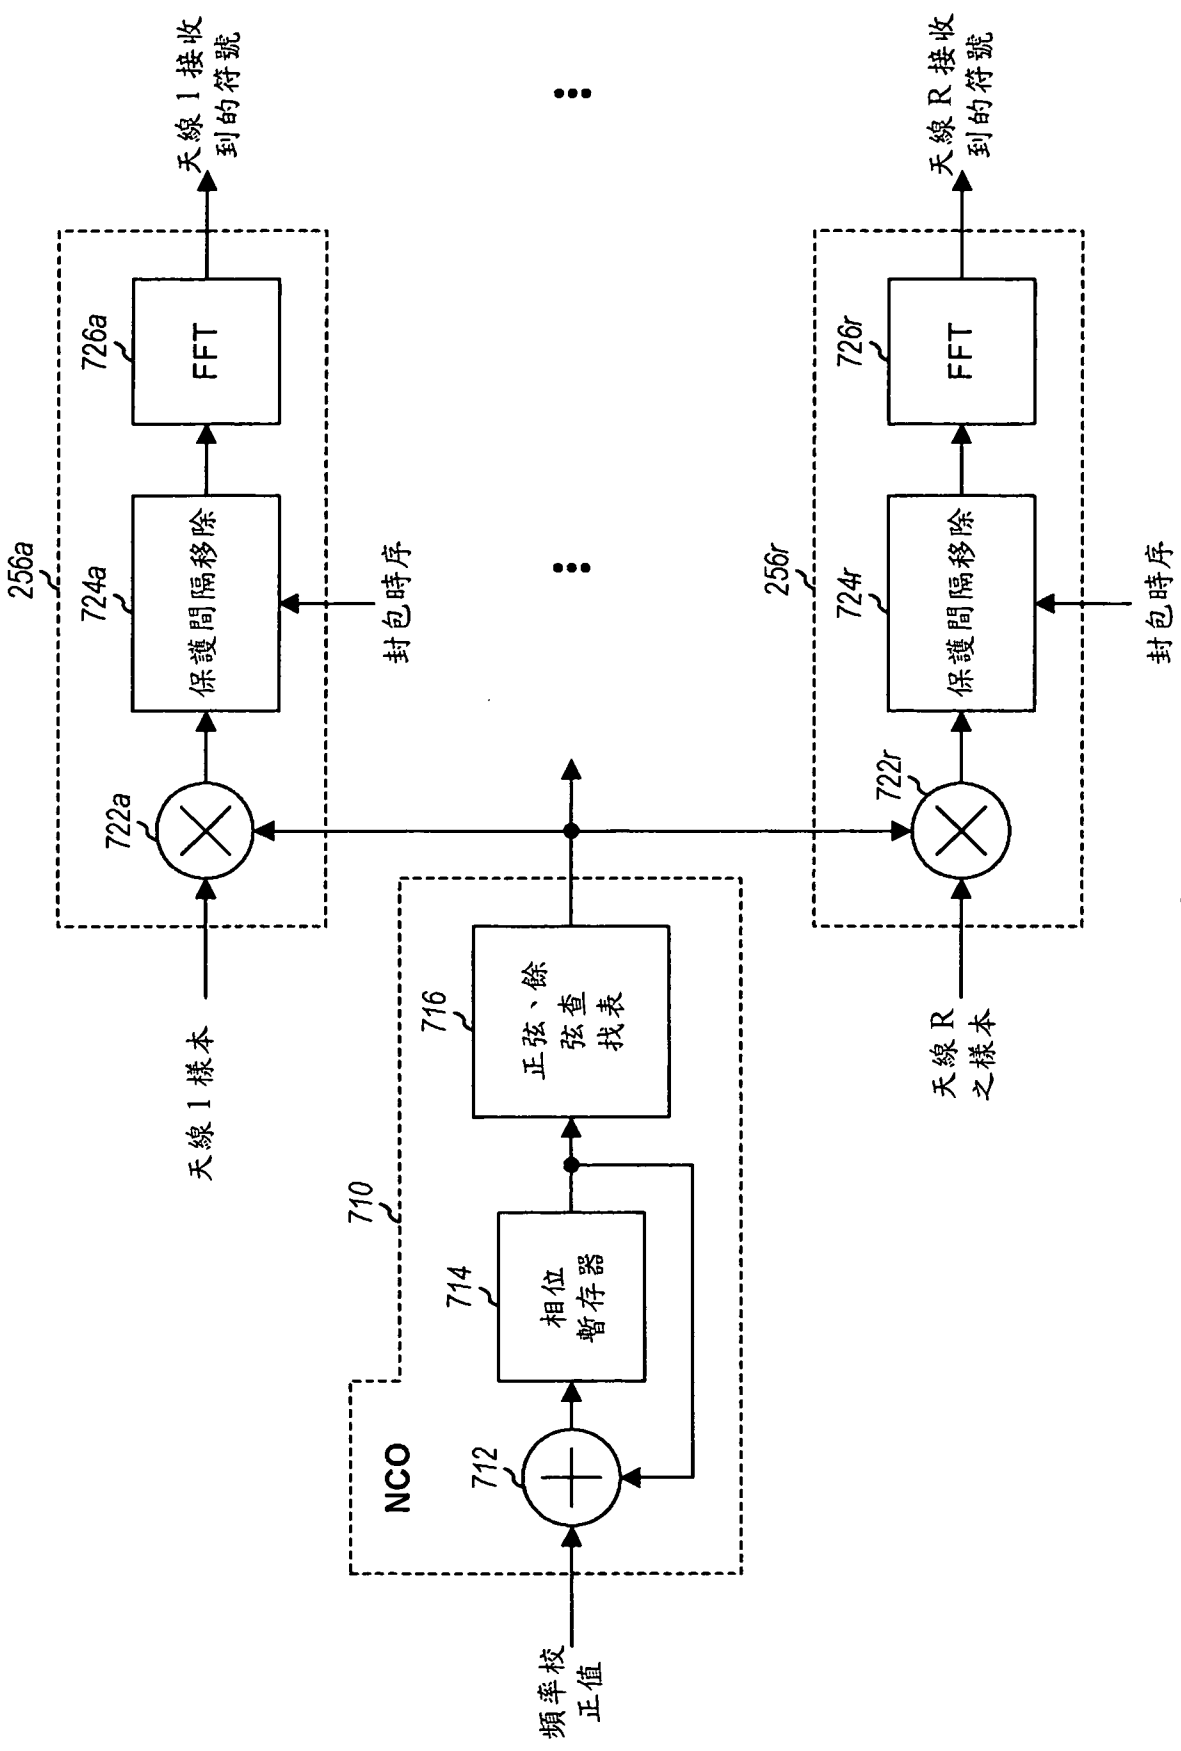 256a
722a
724a
726a
天線 1 樣本
保護間隔移除
FFT
天線 1 接收
到的符號
封包時序
710
NCO
712
714
716
頻率校
正值
相位
暫存器
正弦、餘
弦查
找表
256r
722r
724r
726r
天線 R
之樣本
保護間隔移除
FFT
天線 R 接收
到的符號
封包時序